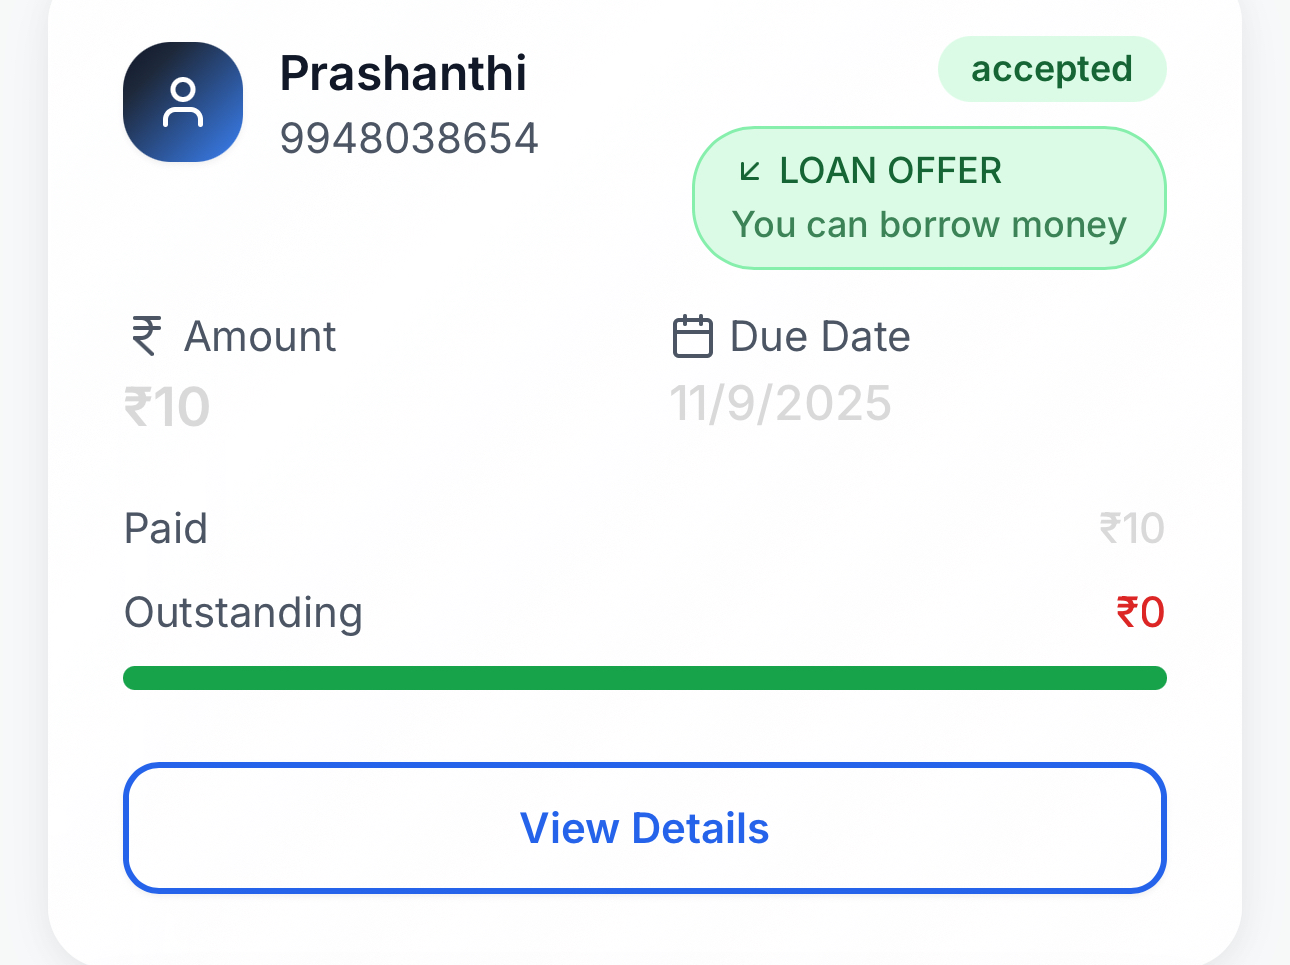 Prashanthi
9948038654
accepted
LOAN OFFER
You can borrow money
Amount
₹10
Due Date
11/9/2025
Paid
₹10
Outstanding
₹0
View Details